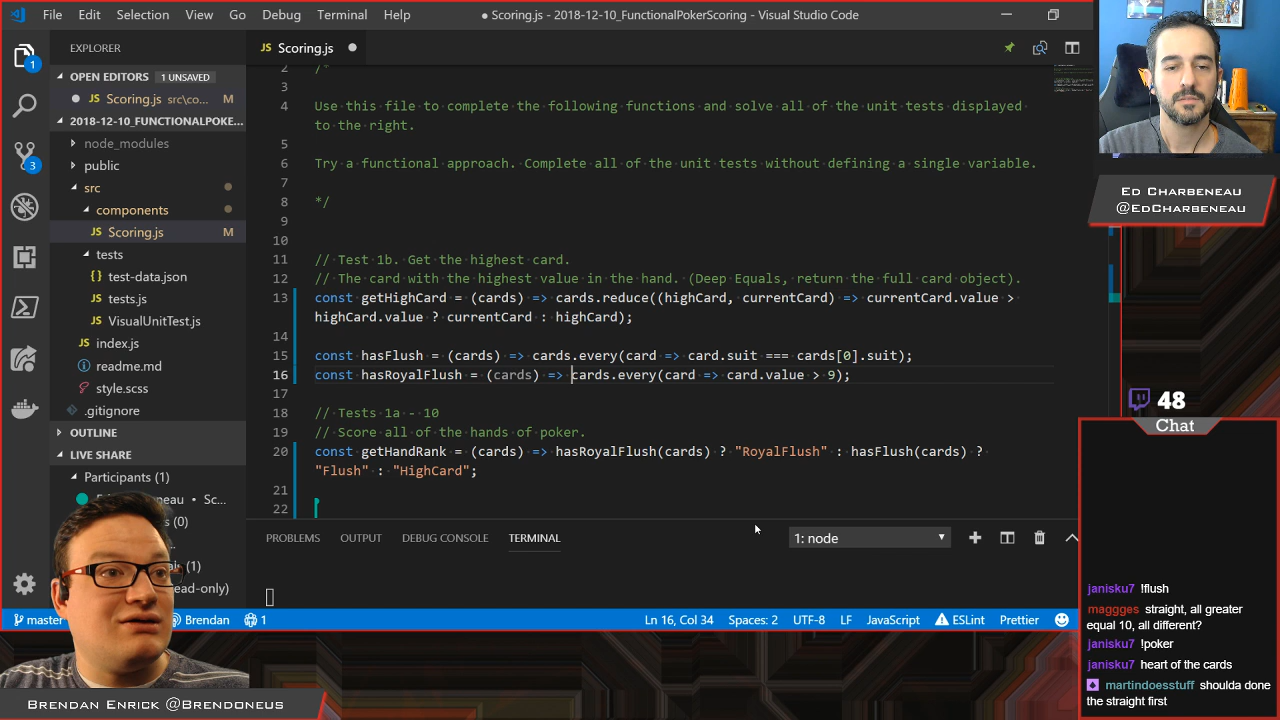 File Edit Selection View Go Debug Terminal Help
● Scoring.js - 2018-12-10_FunctionalPokerScoring - Visual Studio Code
EXPLORER
OPEN EDITORS 1 UNSAVED
JS Scoring.js src\co... M
2018-12-10_FUNCTIONALPOKE...
node_modules
public
src
components
Scoring.js M
tests
{} test-data.json
JS tests.js
JS VisualUnitTest.js
JS index.js
readme.md
style.scss
.gitignore
OUTLINE
LIVE SHARE
Participants (1)
• Sc...
(0)
(1)
1
3
JS Scoring.js ●
2 /*
3
4 Use this file to complete the following functions and solve all of the unit tests displayed
to the right.
5
6 Try a functional approach. Complete all of the unit tests without defining a single variable.
7
8 */
9
10
11 // Test 1b. Get the highest card.
12 // The card with the highest value in the hand. (Deep Equals, return the full card object).
13 const getHighCard = (cards) => cards.reduce((highCard, currentCard) => currentCard.value >
highCard.value ? currentCard : highCard);
14
15 const hasFlush = (cards) => cards.every(card => card.suit === cards[0].suit);
16 const hasRoyalFlush = (cards) => cards.every(card => card.value > 9);
17
18 // Tests 1a - 10
19 // Score all of the hands of poker.
20 const getHandRank = (cards) => hasRoyalFlush(cards) ? "RoyalFlush" : hasFlush(cards) ?
"Flush" : "HighCard";
21
22
PROBLEMS OUTPUT DEBUG CONSOLE TERMINAL
1: node
master
Brendan
1
Ln 16, Col 34 Spaces: 2 UTF-8 LF JavaScript ESLint Prettier
ED CHARBENEAU
@EDCHARBENEAU
48
Chat
janisku7 !flush
maggges straight, all greater
equal 10, all different?
janisku7 !poker
janisku7 heart of the cards
martindoesstuff shoulda done
the straight first
BRENDAN ENRICK @BRENDONEUS